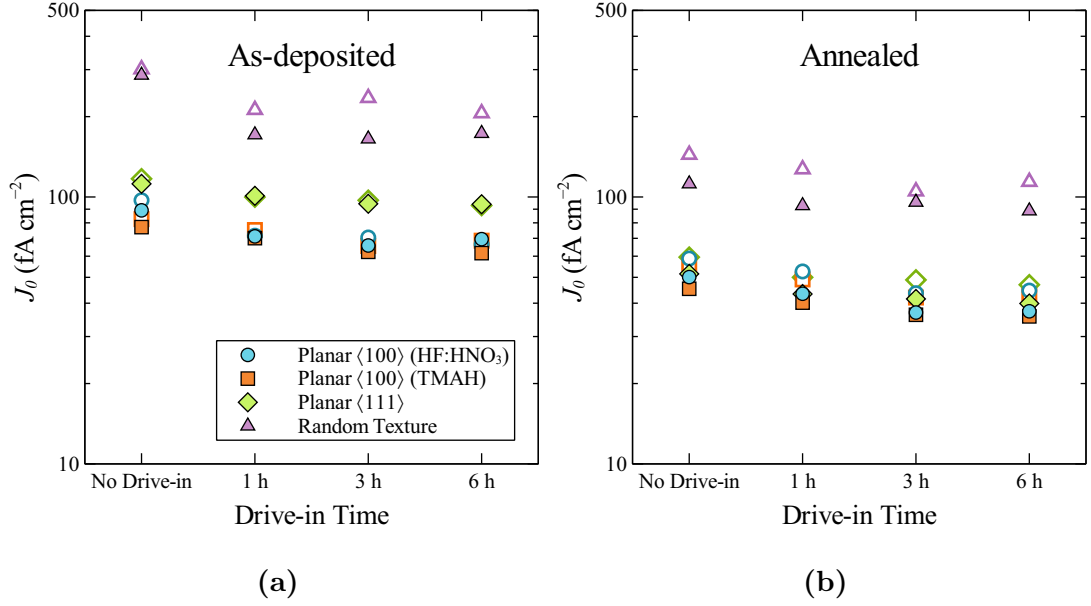 As-deposited
500
100
10
J₀ (fA cm⁻²)
Planar ⟨100⟩ (HF:HNO₃)
Planar ⟨100⟩ (TMAH)
Planar ⟨111⟩
Random Texture
No Drive-in 1 h 3 h 6 h
Drive-in Time
(a)
Annealed
500
100
10
J₀ (fA cm⁻²)
No Drive-in 1 h 3 h 6 h
Drive-in Time
(b)